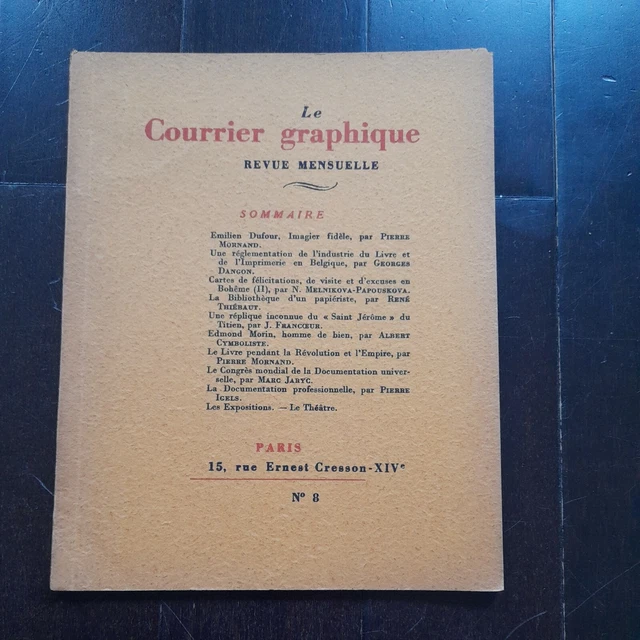 Le
Courrier graphique
REVUE MENSUELLE
SOMMAIRE
Emilien Dufour, Imagier fidèle, par PIERRE
MORNAND.
Une réglementation de l'industrie du Livre et
de l'Imprimerie en Belgique, par GEORGES
DANGON.
Cartes de félicitations, de visite et d'excuses en
Bohême (II), par N. MELNIKOVA-PAPOUSKOVA.
La Bibliothèque d'un papiériste, par RENÉ
THIÉBAUT.
Une réplique inconnue du « Saint Jérôme » du
Titien, par J. FRANCŒUR.
Edmond Morin, homme de bien, par ALBERT
CYMBOLISTE.
Le Livre pendant la Révolution et l'Empire, par
PIERRE MORNAND.
Le Congrès mondial de la Documentation univer-
selle, par MARC JARYC.
La Documentation professionnelle, par PIERRE
IGELS.
Les Expositions. — Le Théâtre.
PARIS
15, rue Ernest Cresson-XIVe
No 8